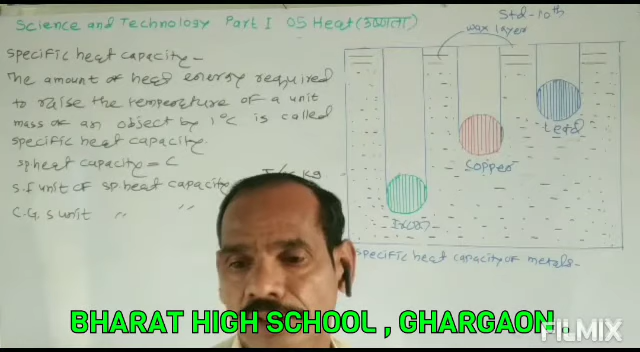 Science and Technology Part I 05 Heat (उष्णता)
Std-10th
wax layer
specific heat capacity -
The amount of heat energy required
to raise the temperature of a unit
mass of an object by 1°C is called
specific heat capacity.
sp. heat capacity = C
S.I unit of sp. heat capacity
C.G.S unit " "
Iron
Copper
Lead
specific heat capacity of metals -
BHARAT HIGH SCHOOL , GHARGAON .
FILMIX